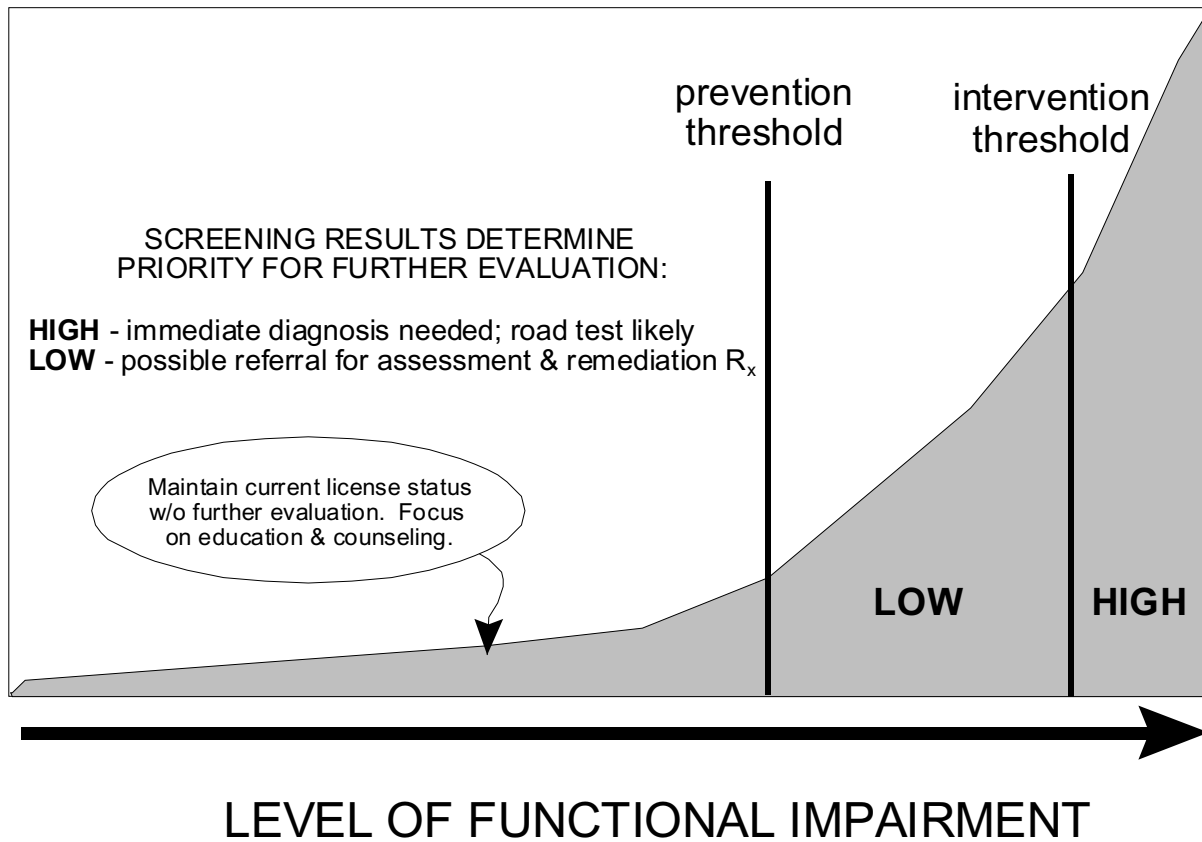 prevention
threshold
intervention
threshold
SCREENING RESULTS DETERMINE
PRIORITY FOR FURTHER EVALUATION:
HIGH - immediate diagnosis needed; road test likely
LOW - possible referral for assessment & remediation Rₓ
Maintain current license status
w/o further evaluation. Focus
on education & counseling.
LOW
HIGH
LEVEL OF FUNCTIONAL IMPAIRMENT